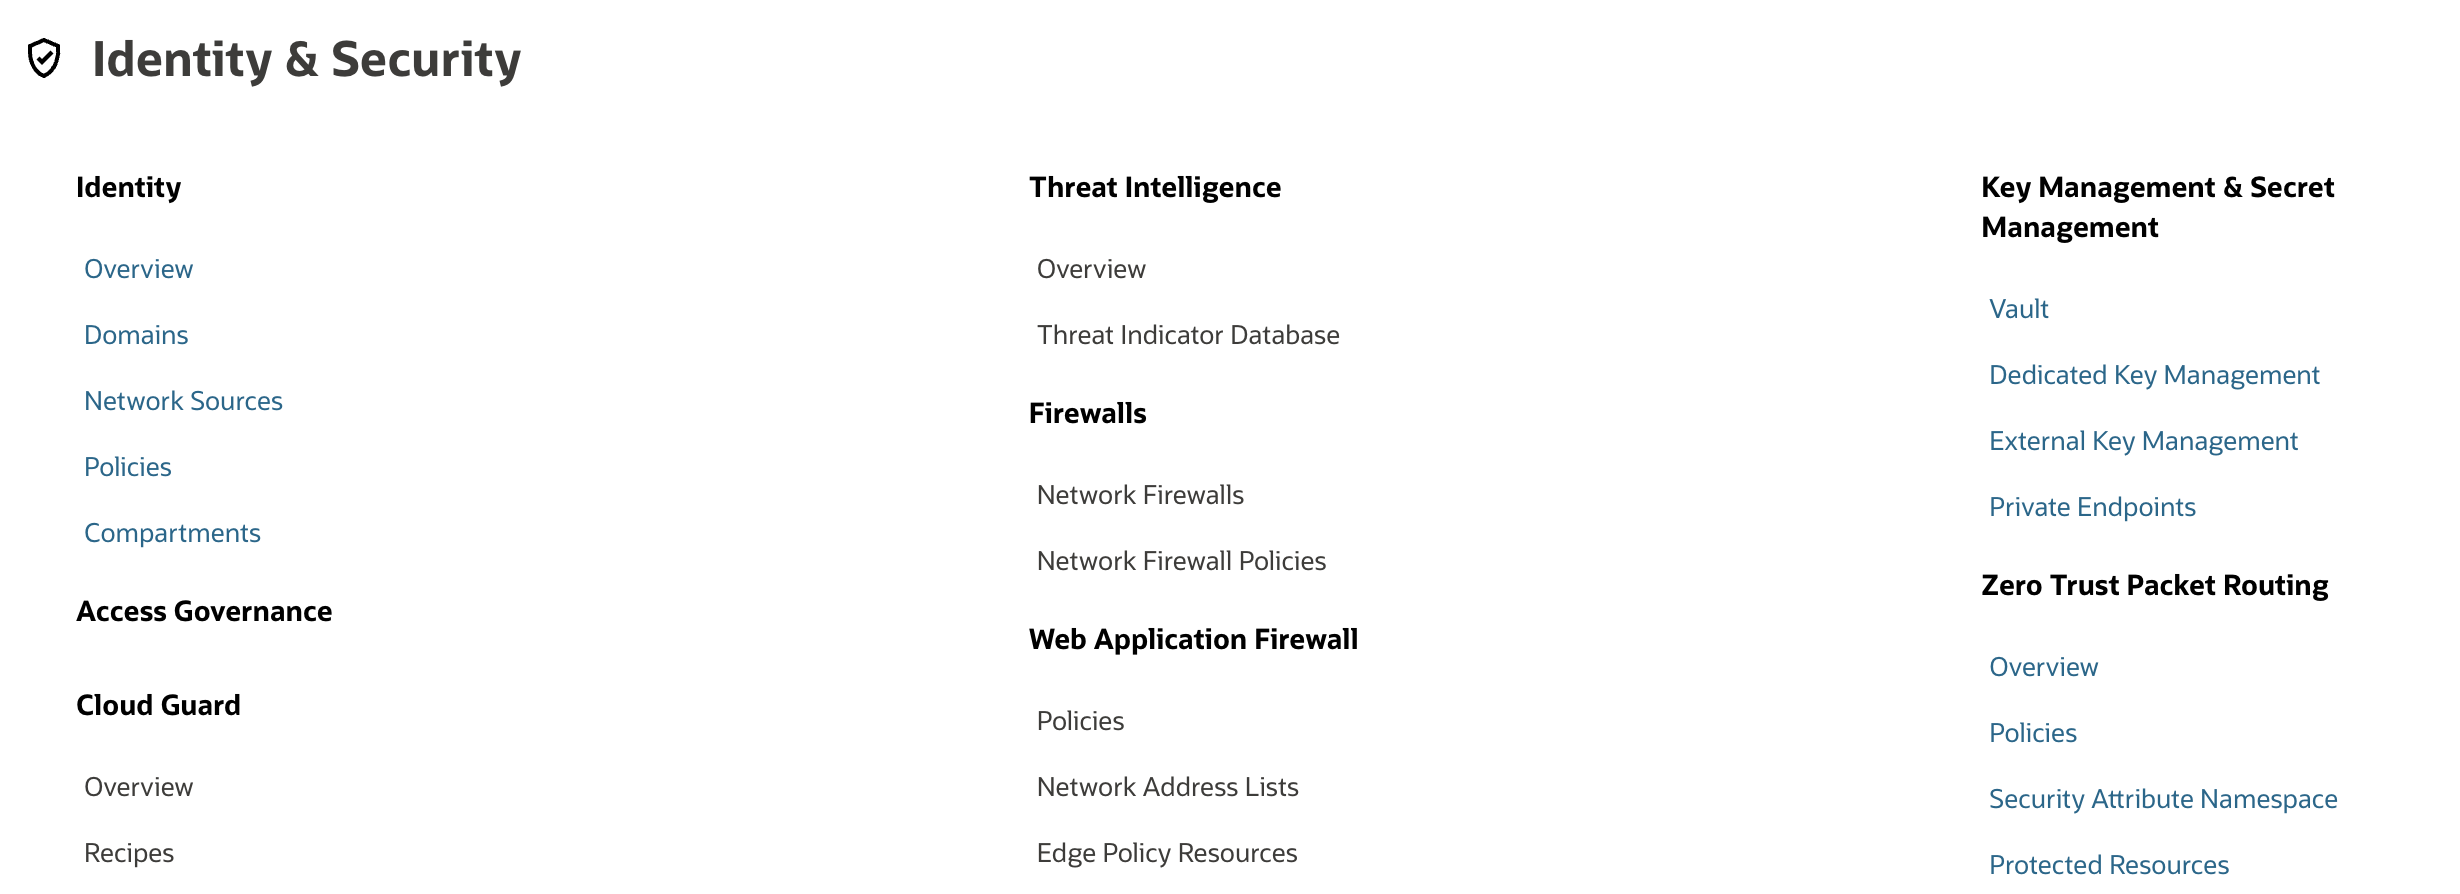 Identity & Security
Identity
Overview
Domains
Network Sources
Policies
Compartments
Access Governance
Cloud Guard
Overview
Recipes
Threat Intelligence
Overview
Threat Indicator Database
Firewalls
Network Firewalls
Network Firewall Policies
Web Application Firewall
Policies
Network Address Lists
Edge Policy Resources
Key Management & Secret
Management
Vault
Dedicated Key Management
External Key Management
Private Endpoints
Zero Trust Packet Routing
Overview
Policies
Security Attribute Namespace
Protected Resources